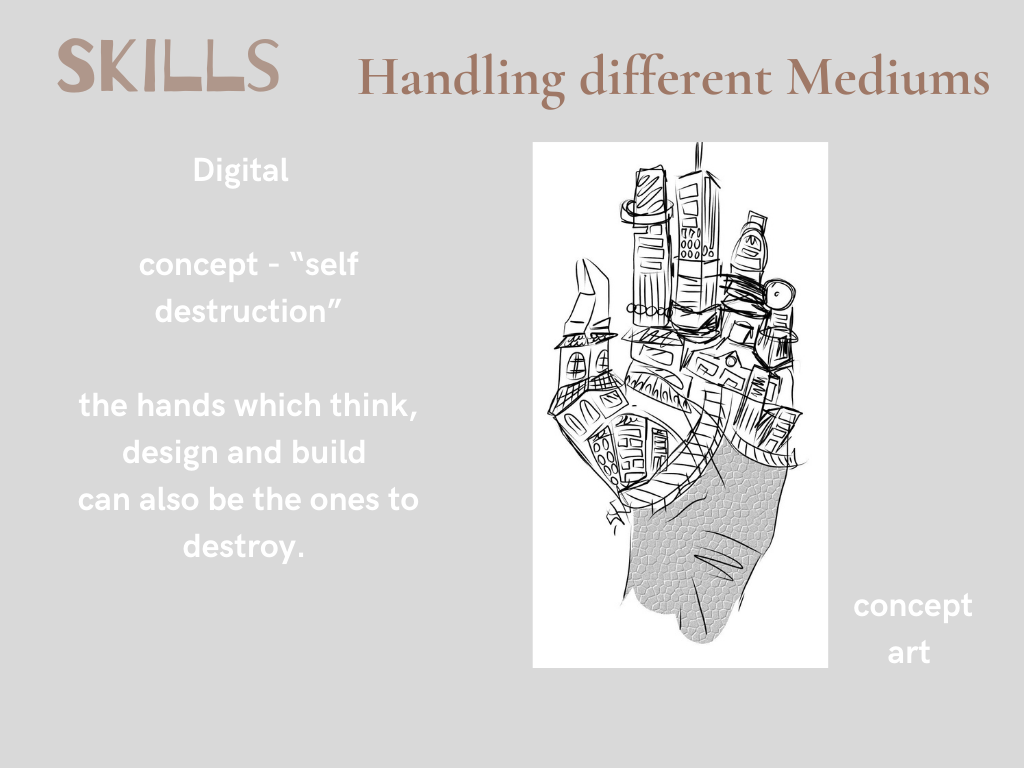 SKILLS
Handling different Mediums
Digital
concept - “self
destruction”
the hands which think,
design and build
can also be the ones to
destroy.
concept
art